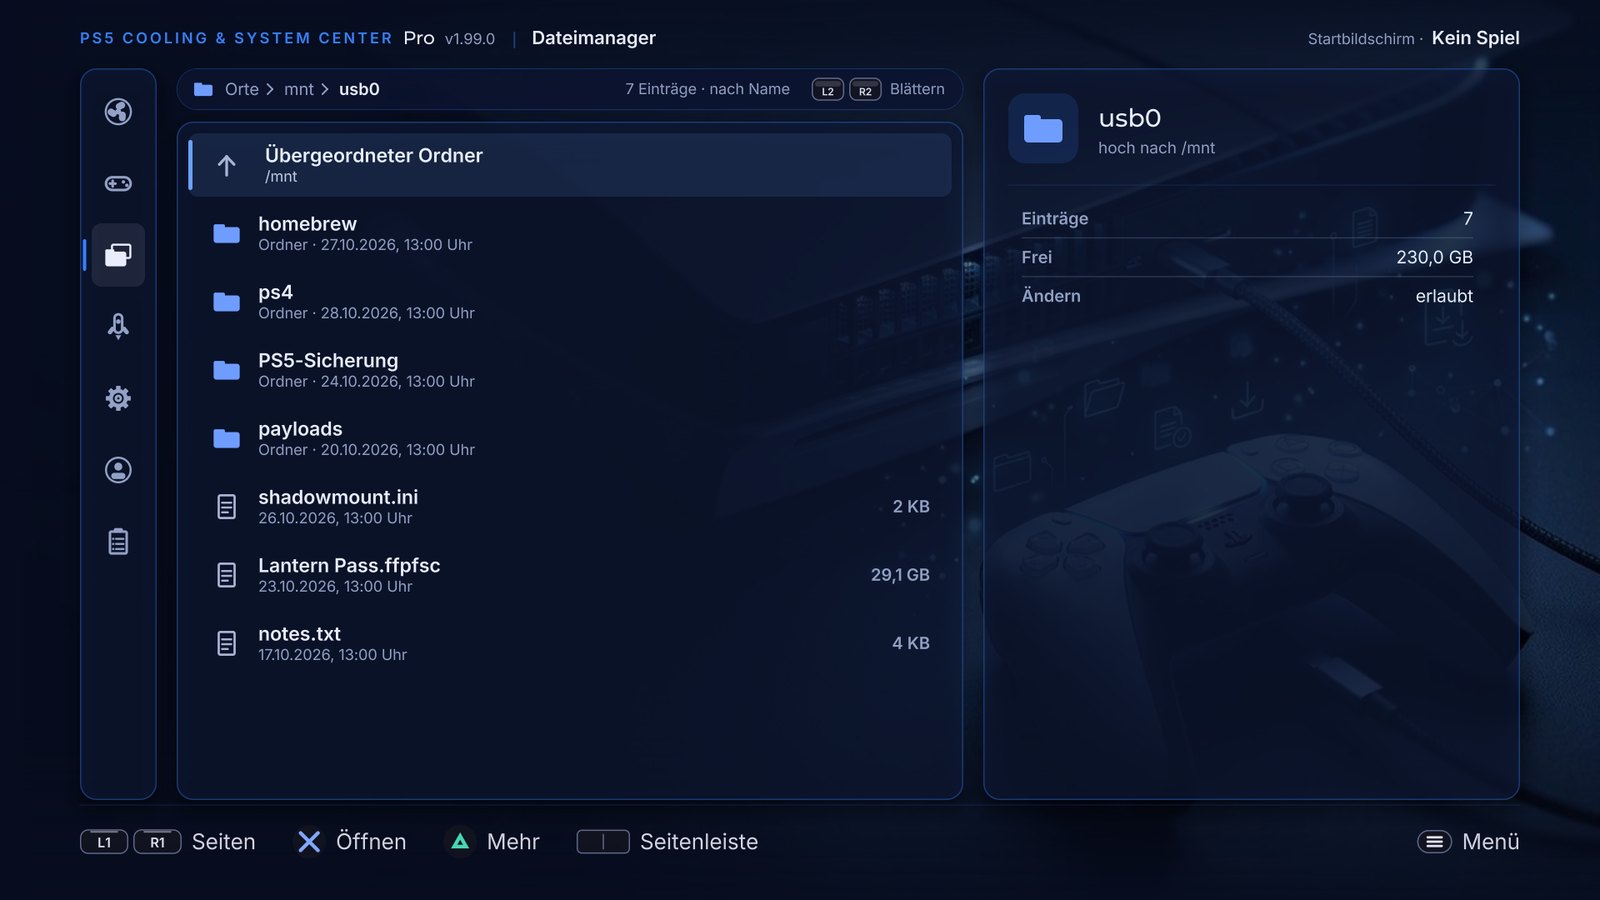 PS5 COOLING & SYSTEM CENTER Pro v1.99.0 | Dateimanager
Startbildschirm · Kein Spiel
Orte > mnt > usb0
7 Einträge · nach Name
L2 R2 Blättern
Übergeordneter Ordner
/mnt
homebrew
Ordner · 27.10.2026, 13:00 Uhr
ps4
Ordner · 28.10.2026, 13:00 Uhr
PS5-Sicherung
Ordner · 24.10.2026, 13:00 Uhr
payloads
Ordner · 20.10.2026, 13:00 Uhr
shadowmount.ini
26.10.2026, 13:00 Uhr
2 KB
Lantern Pass.ffpfsc
23.10.2026, 13:00 Uhr
29,1 GB
notes.txt
17.10.2026, 13:00 Uhr
4 KB
usb0
hoch nach /mnt
Einträge 7
Frei 230,0 GB
Ändern erlaubt
L1 R1 Seiten
Öffnen
Mehr
Seitenleiste
Menü